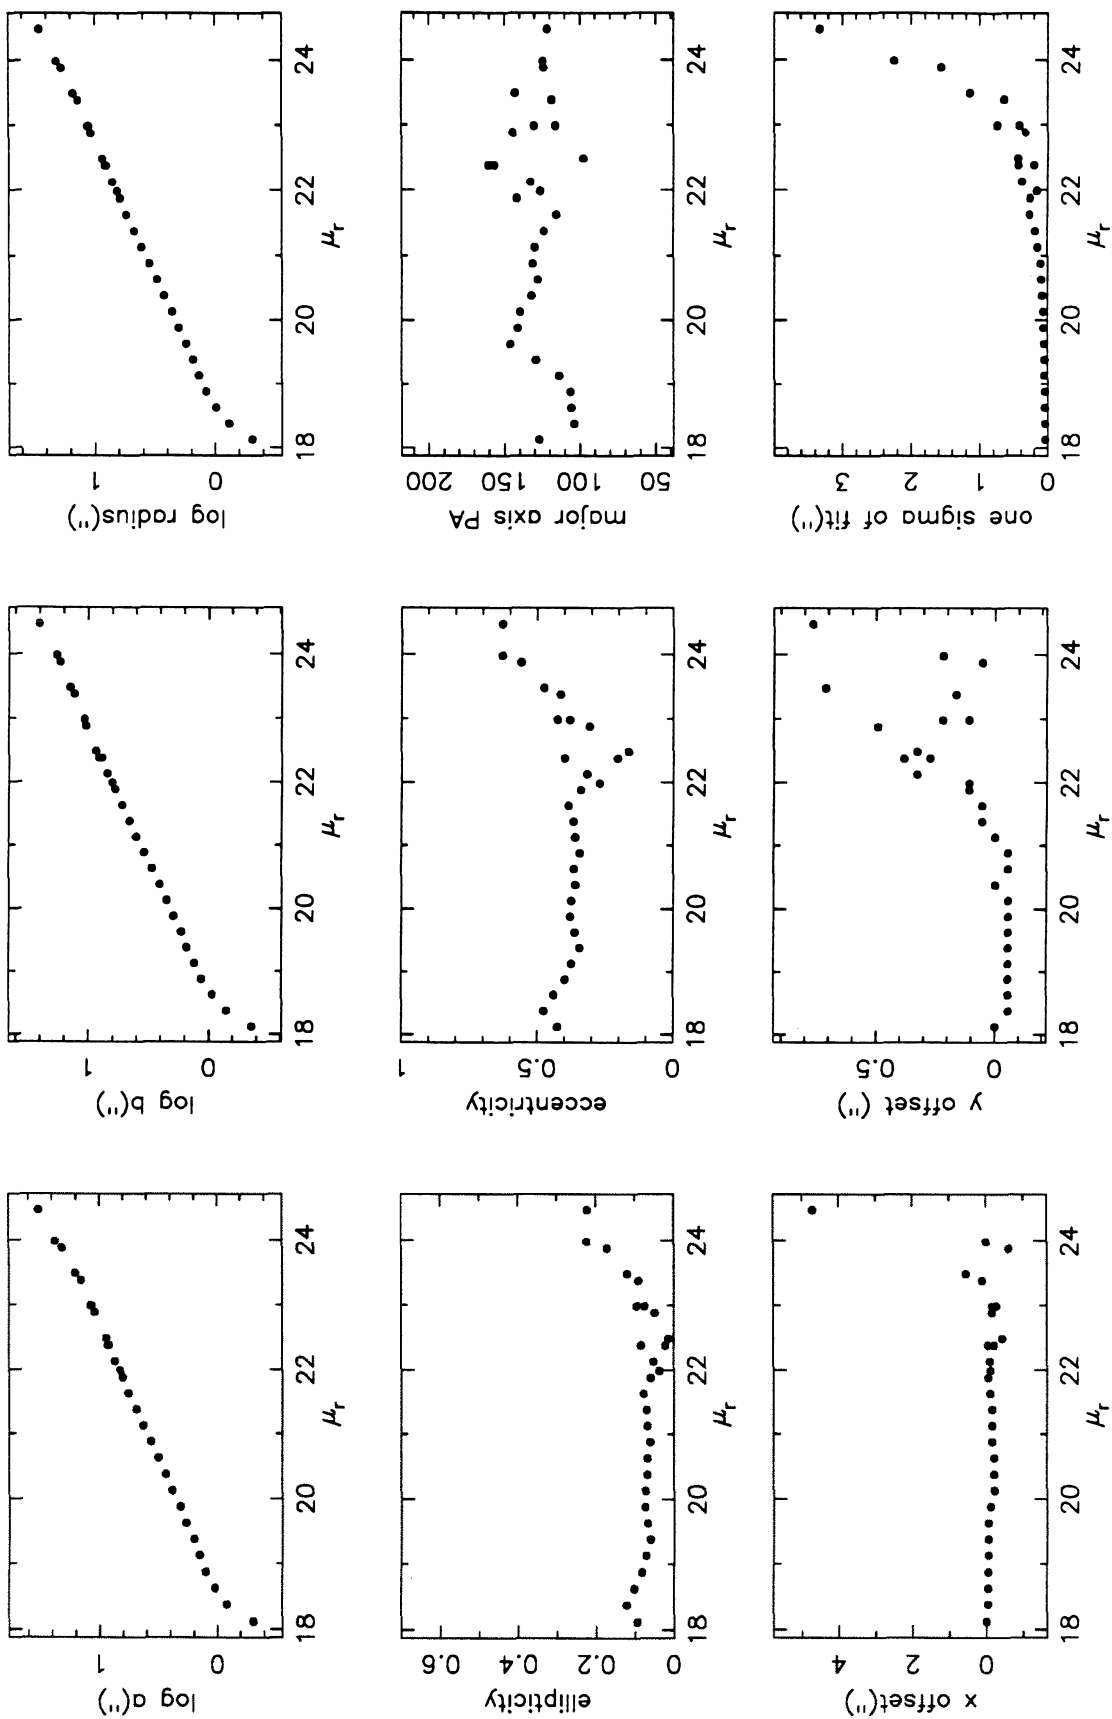 log a(")
1
0
18 20 22 24
μr
log b(")
1
0
18 20 22 24
μr
log radius(")
1
0
18 20 22 24
μr
ellipticity
0.6
0.4
0.2
0
18 20 22 24
μr
eccentricity
1
0.5
0
18 20 22 24
μr
major axis PA
200
150
100
50
18 20 22 24
μr
x offset(")
4
2
0
18 20 22 24
μr
y offset (")
0.5
0
18 20 22 24
μr
one sigma of fit(")
3
2
1
0
18 20 22 24
μr